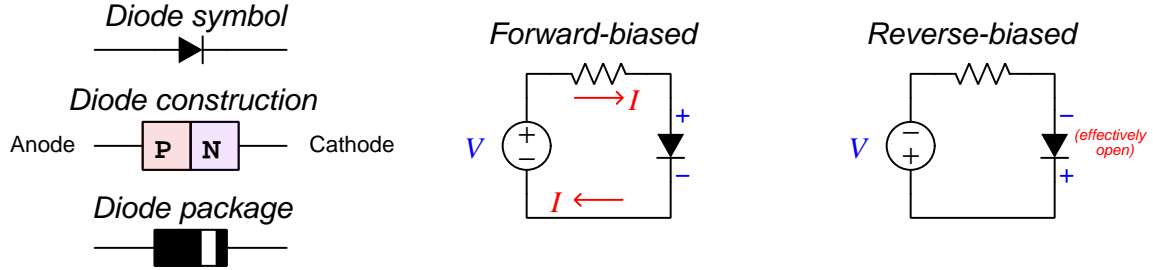 Diode symbol
Diode construction
Anode
P N
Cathode
Diode package
Forward-biased
I
+
V
+
−
−
I
Reverse-biased
−
V
−
+
(effectively
open)
+